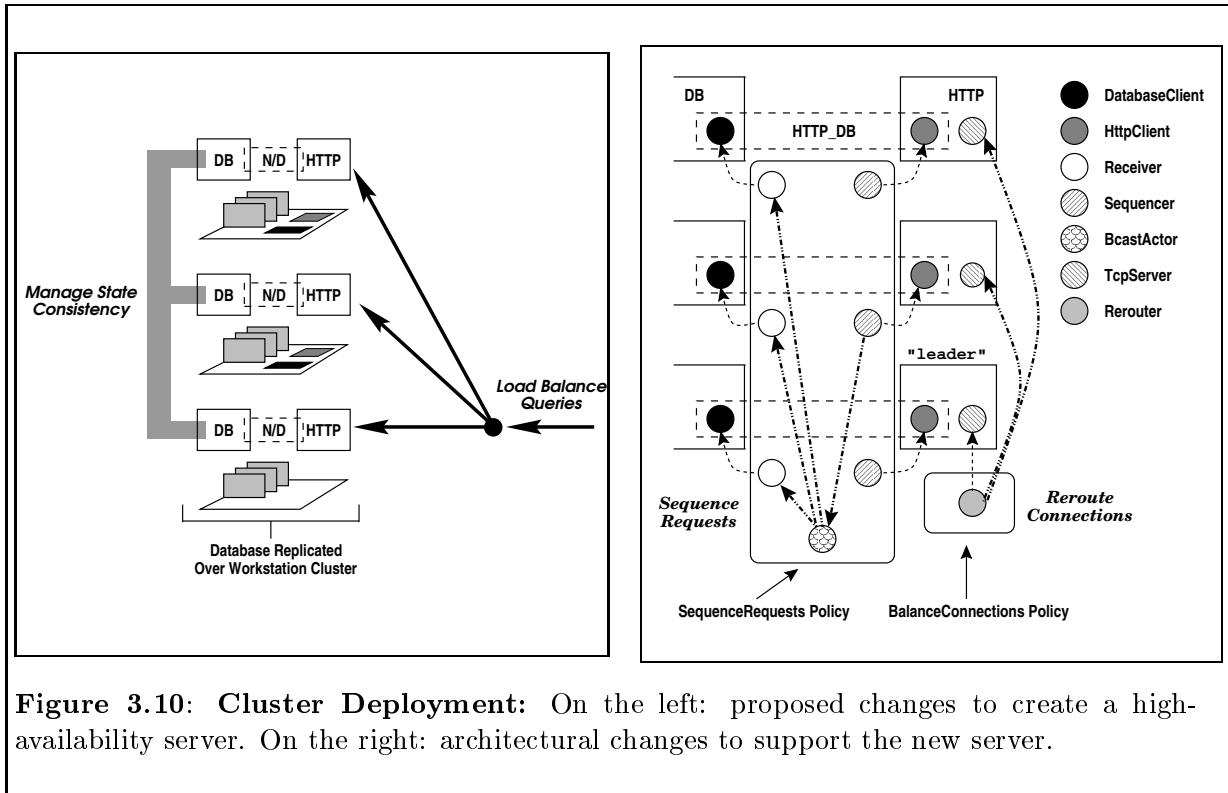 DB N/D HTTP
Manage State
Consistency
DB N/D HTTP
Load Balance
Queries
DB N/D HTTP
Database Replicated
Over Workstation Cluster
DB
HTTP_DB
HTTP
"leader"
Sequence
Requests
Reroute
Connections
SequenceRequests Policy
BalanceConnections Policy
DatabaseClient
HttpClient
Receiver
Sequencer
BcastActor
TcpServer
Rerouter
Figure 3.10: Cluster Deployment: On the left: proposed changes to create a high-
availability server. On the right: architectural changes to support the new server.